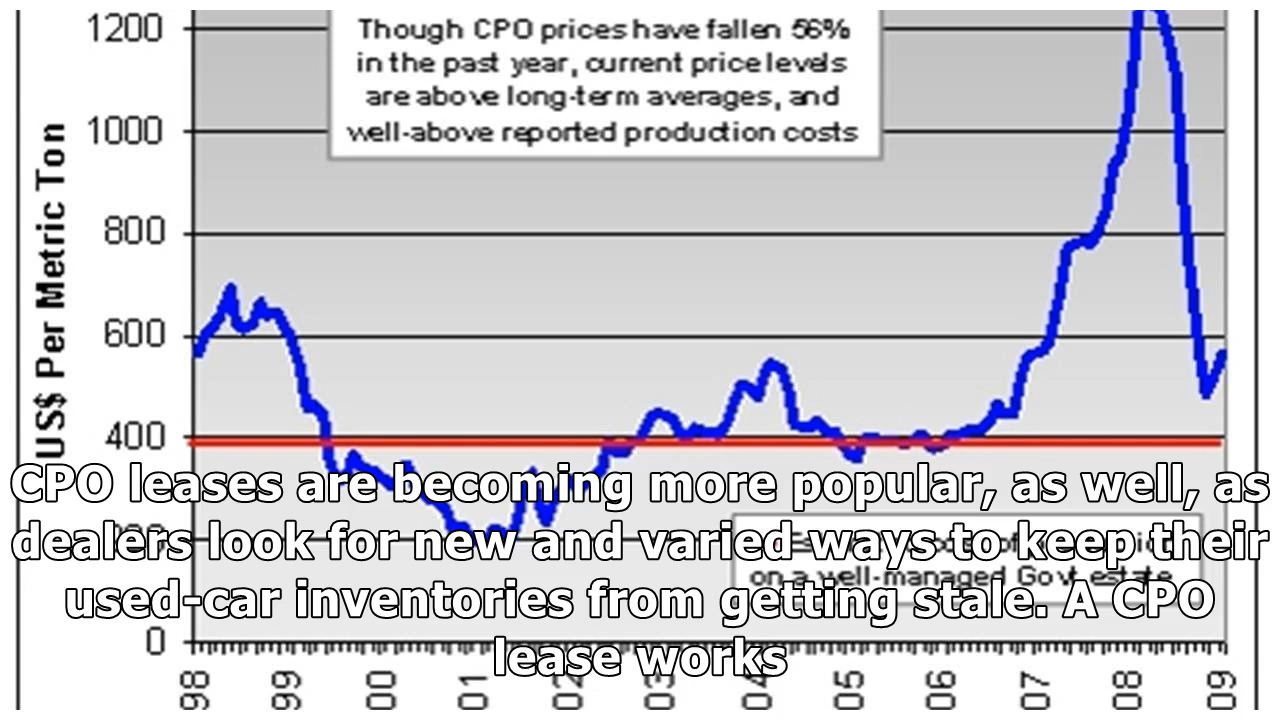 1200
Though CPO prices have fallen 56%
in the past year, current price levels
are above long-term averages, and
well-above reported production costs
1000
US$ Per Metric Ton
800
600
400
CPO leases are becoming more popular, as well, as
dealers look for new and varied ways to keep their
on a well-managed Govt estate
used-car inventories from getting stale. A CPO
0
lease works
98 99 00 01 02 03 04 05 06 07 08 09